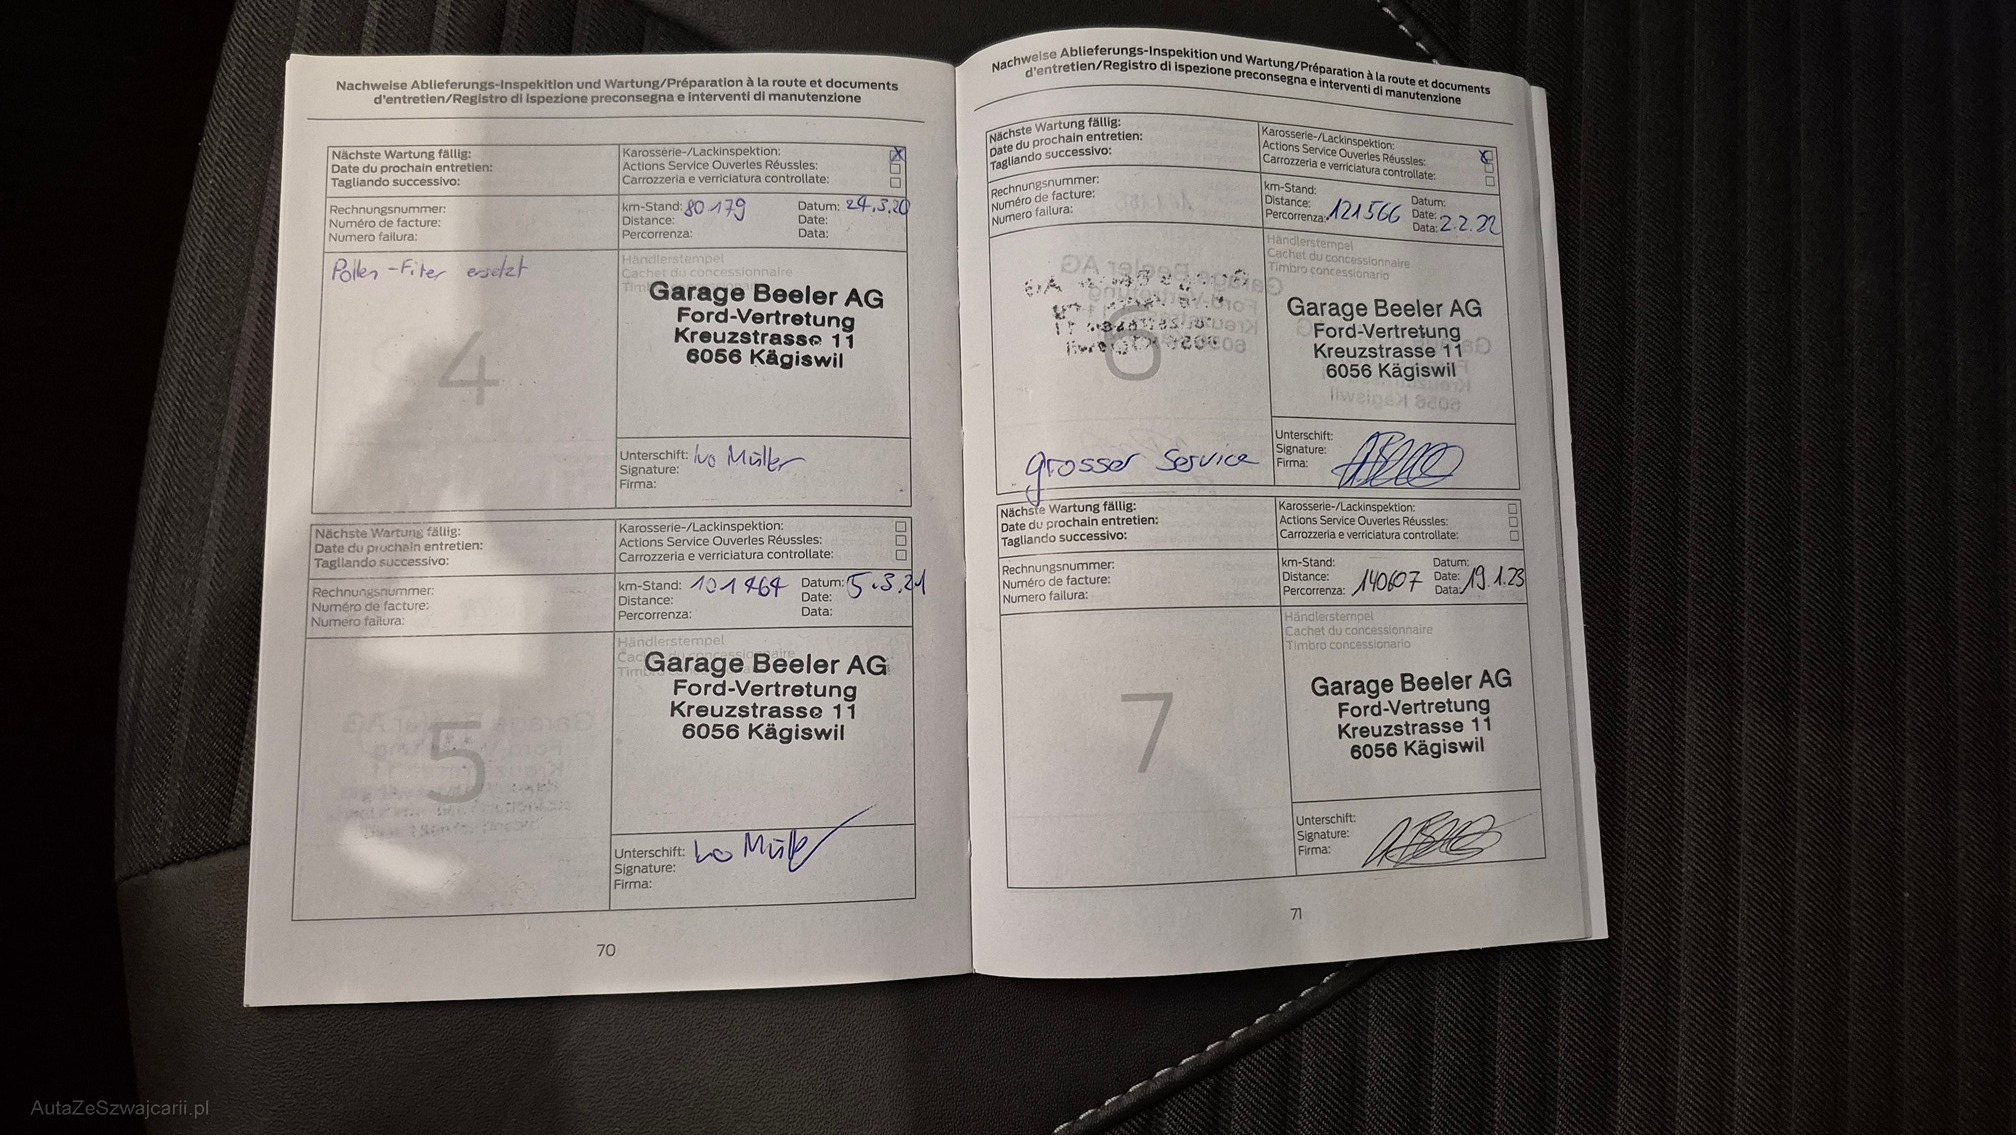 Nachweise Ablieferungs-Inspekition und Wartung/Préparation à la route et documents
d'entretien/Registro di ispezione preconsegna e interventi di manutenzione
Nächste Wartung fällig:
Date du prochain entretien:
Tagliando successivo:
Karosserie-/Lackinspektion:
Actions Service Ouverles Réussles:
Carrozzeria e verriciatura controllate:
Rechnungsnummer:
Numéro de facture:
Numero failura:
km-Stand: 80179 Datum: 24.3.20
Distance: Date:
Percorrenza: Data:
Pollen-Filter ersetzt
4
Händlerstempel
Cachet du concessionnaire
Garage Beeler AG
Ford-Vertretung
Kreuzstrasse 11
6056 Kägiswil
Unterschift: Ivo Müller
Signature:
Firma:
Nächste Wartung fällig:
Date du prochain entretien:
Tagliando successivo:
Karosserie-/Lackinspektion:
Actions Service Ouverles Réussles:
Carrozzeria e verriciatura controllate:
Rechnungsnummer:
Numéro de facture:
Numero failura:
km-Stand: 101464 Datum: 5.3.21
Distance: Date:
Percorrenza: Data:
5
Händlerstempel
Garage Beeler AG
Ford-Vertretung
Kreuzstrasse 11
6056 Kägiswil
Unterschift: Ivo Müller
Signature:
Firma:
70
Nachweise Ablieferungs-Inspekition und Wartung/Préparation à la route et documents
d'entretien/Registro di ispezione preconsegna e interventi di manutenzione
Nächste Wartung fällig:
Date du prochain entretien:
Tagliando successivo:
Karosserie-/Lackinspektion:
Actions Service Ouverles Réussles:
Carrozzeria e verriciatura controllate:
Rechnungsnummer:
Numéro de facture:
Numero failura:
km-Stand: Datum:
Distance: Date:
Percorrenza: 121566 Data: 2.2.22
6
grosser Service
Händlerstempel
Cachet du concessionnaire
Timbro concessionario
Garage Beeler AG
Ford-Vertretung
Kreuzstrasse 11
6056 Kägiswil
Unterschift:
Signature:
Firma:
Nächste Wartung fällig:
Date du prochain entretien:
Tagliando successivo:
Karosserie-/Lackinspektion:
Actions Service Ouverles Réussles:
Carrozzeria e verriciatura controllate:
Rechnungsnummer:
Numéro de facture:
Numero failura:
km-Stand: Datum:
Distance: Date:
Percorrenza: 140607 Data: 19.1.23
7
Händlerstempel
Cachet du concessionnaire
Timbro concessionario
Garage Beeler AG
Ford-Vertretung
Kreuzstrasse 11
6056 Kägiswil
Unterschift:
Signature:
Firma:
71
AutaZeSzwajcarii.pl